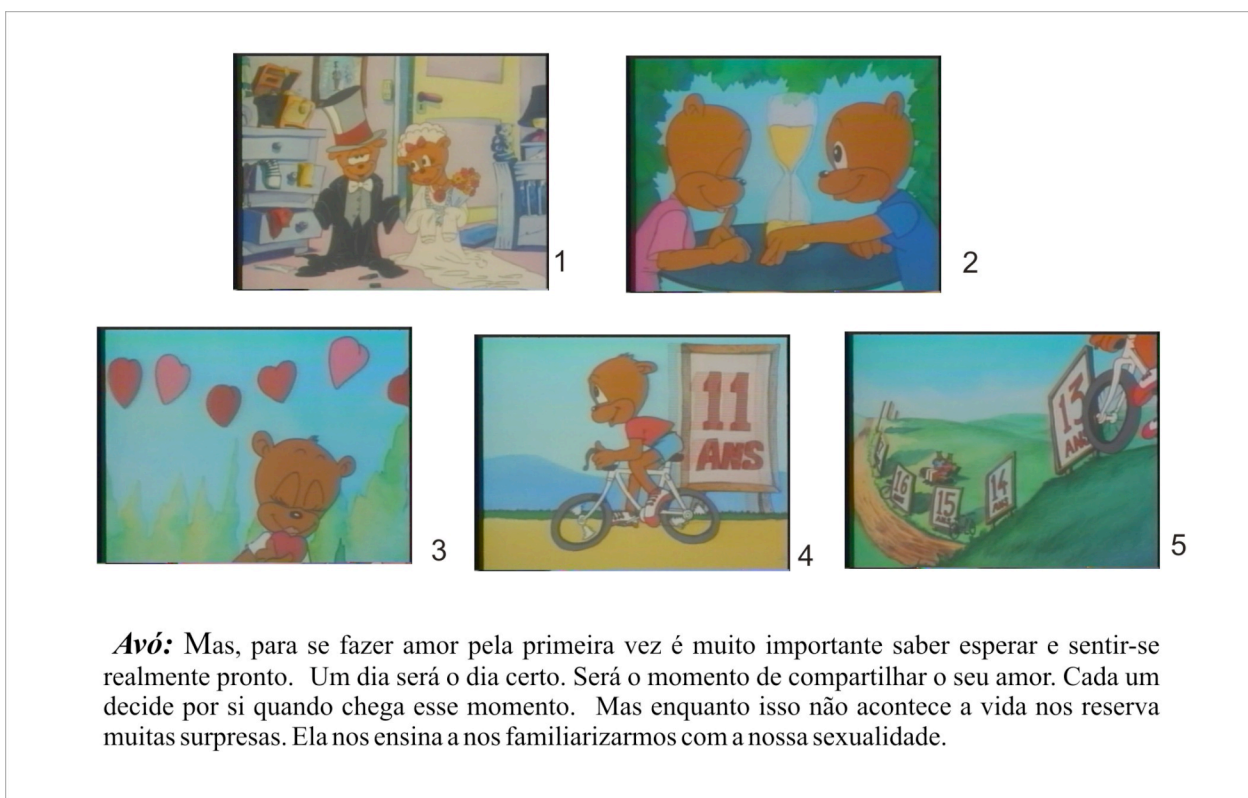 1
2
3
11
ANS
4
13
ANS
14
ANS
15
ANS
16
5
Avó: Mas, para se fazer amor pela primeira vez é muito importante saber esperar e sentir-se
realmente pronto. Um dia será o dia certo. Será o momento de compartilhar o seu amor. Cada um
decide por si quando chega esse momento. Mas enquanto isso não acontece a vida nos reserva
muitas surpresas. Ela nos ensina a nos familiarizarmos com a nossa sexualidade.